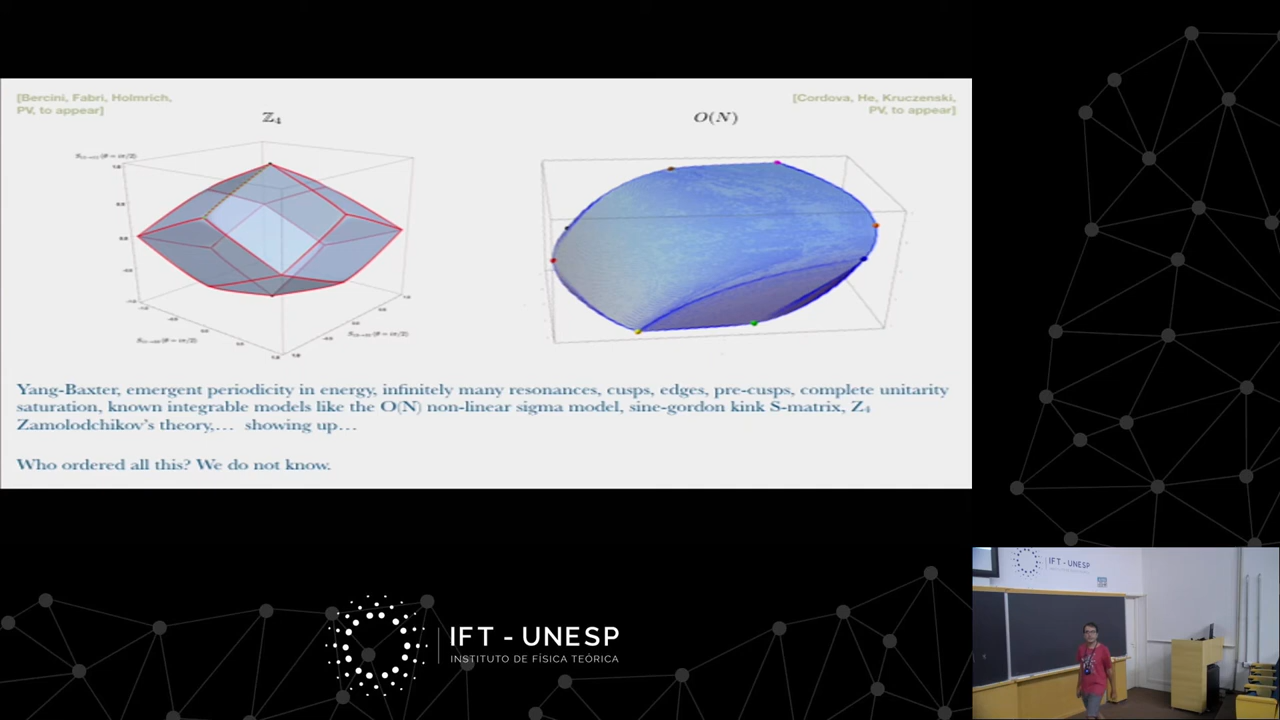 [Bercini, Fabri, Holmrich,
PV, to appear]
ℤ₄
[Cordova, He, Kruczenski,
PV, to appear]
O(N)
Yang-Baxter, emergent periodicity in energy, infinitely many resonances, cusps, edges, pre-cusps, complete unitarity
saturation, known integrable models like the O(N) non-linear sigma model, sine-gordon kink S-matrix, Z₄
Zamolodchikov's theory,… showing up…
Who ordered all this? We do not know.
IFT - UNESP
IFT - UNESP
INSTITUTO DE FÍSICA TEÓRICA